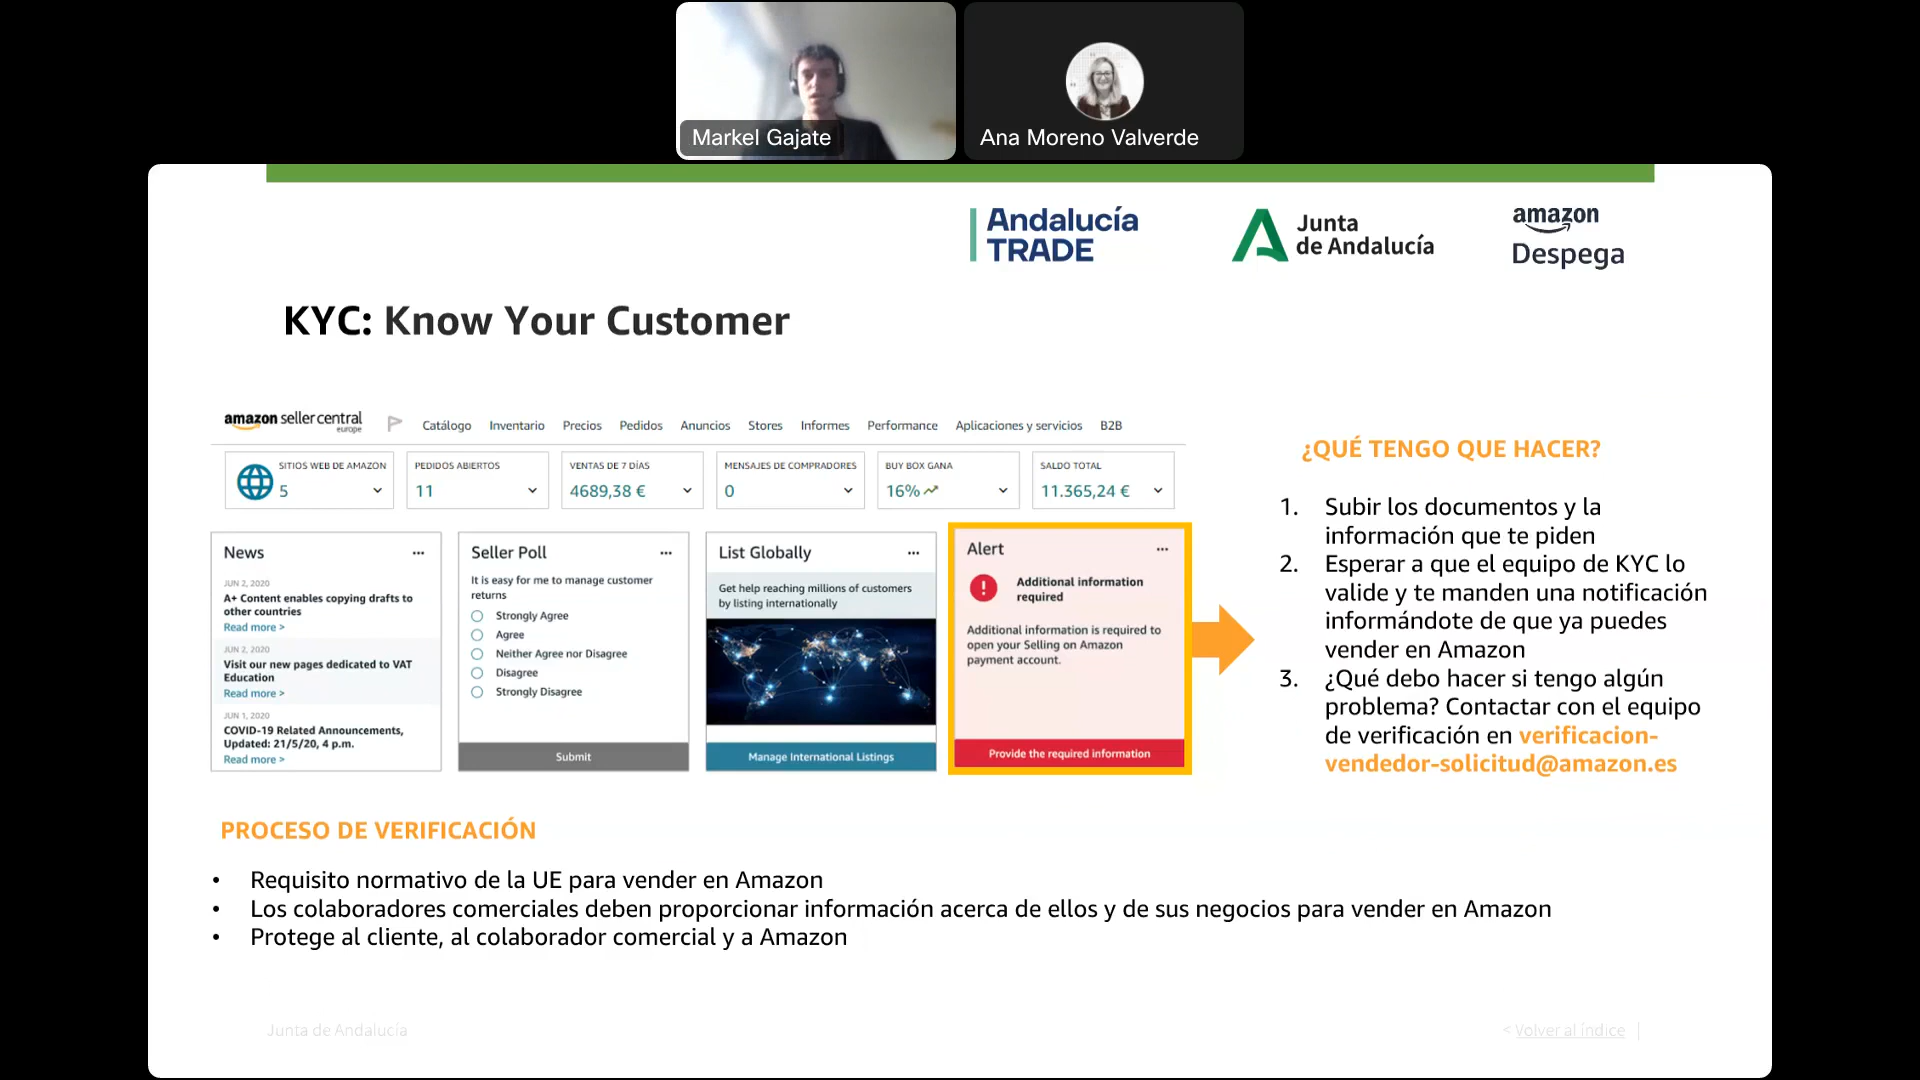 Markel Gajate
Ana Moreno Valverde
Andalucía
TRADE
Junta
de Andalucía
amazon
Despega
KYC: Know Your Customer
amazon seller central
europe
Catálogo Inventario Precios Pedidos Anuncios Stores Informes Performance Aplicaciones y servicios B2B
SITIOS WEB DE AMAZON
5
PEDIDOS ABIERTOS
11
VENTAS DE 7 DÍAS
4689,38 €
MENSAJES DE COMPRADORES
0
BUY BOX GANA
16%
SALDO TOTAL
11.365,24 €
News
JUN 2, 2020
A+ Content enables copying drafts to
other countries
Read more >
JUN 2, 2020
Visit our new pages dedicated to VAT
Education
Read more >
JUN 1, 2020
COVID-19 Related Announcements,
Updated: 21/5/20, 4 p.m.
Read more >
Seller Poll
It is easy for me to manage customer
returns
Strongly Agree
Agree
Neither Agree nor Disagree
Disagree
Strongly Disagree
Submit
List Globally
Get help reaching millions of customers
by listing internationally
Manage International Listings
Alert
Additional information
required
Additional information is required to
open your Selling on Amazon
payment account.
Provide the required information
¿QUÉ TENGO QUE HACER?
1. Subir los documentos y la
información que te piden
2. Esperar a que el equipo de KYC lo
valide y te manden una notificación
informándote de que ya puedes
vender en Amazon
3. ¿Qué debo hacer si tengo algún
problema? Contactar con el equipo
de verificación en verificacion-
vendedor-solicitud@amazon.es
PROCESO DE VERIFICACIÓN
• Requisito normativo de la UE para vender en Amazon
• Los colaboradores comerciales deben proporcionar información acerca de ellos y de sus negocios para vender en Amazon
• Protege al cliente, al colaborador comercial y a Amazon
Junta de Andalucía
< Volver al índice |